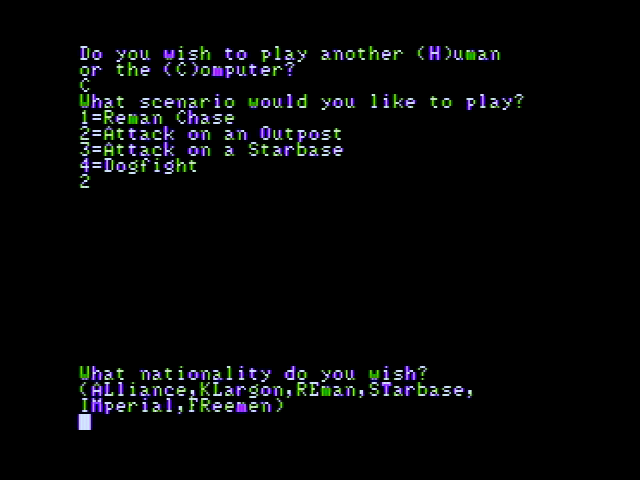 Do you wish to play another (H)uman
or the (C)omputer?
C
What scenario would you like to play?
1=Reman Chase
2=Attack on an Outpost
3=Attack on a Starbase
4=Dogfight
2
What nationality do you wish?
(ALliance,KLargon,REman,STarbase,
IMperial,FReemen)